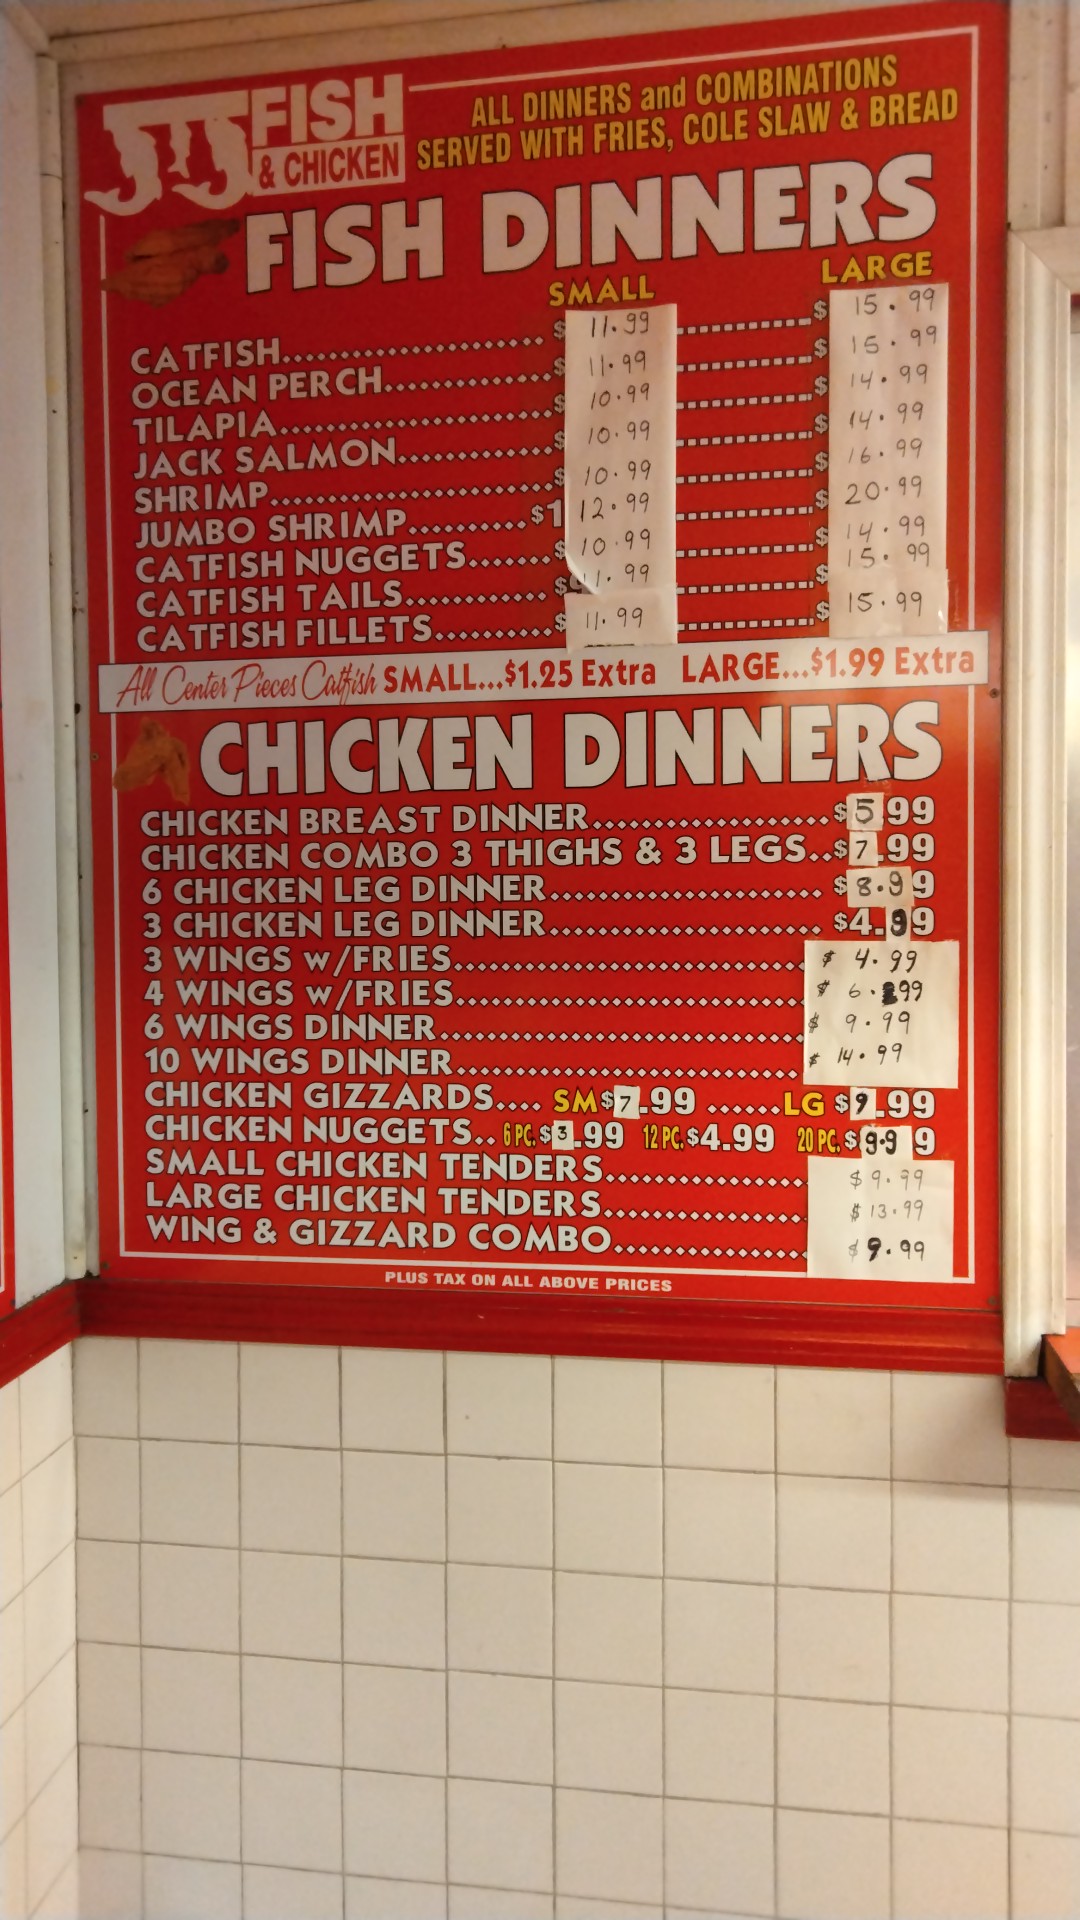 JJ'S FISH & CHICKEN
ALL DINNERS and COMBINATIONS
SERVED WITH FRIES, COLE SLAW & BREAD
FISH DINNERS
SMALL LARGE
CATFISH........................$ 11.99 ............$ 15.99
OCEAN PERCH................$ 11.99 ............$ 15.99
TILAPIA........................$ 10.99 ............$ 14.99
JACK SALMON...............$ 10.99 ............$ 14.99
SHRIMP........................$ 10.99 ............$ 16.99
JUMBO SHRIMP..........$1 12.99 ............$ 20.99
CATFISH NUGGETS.......$ 10.99 ............$ 14.99
CATFISH TAILS............$ 11.99 ............$ 15.99
CATFISH FILLETS..........$ 11.99 ............$ 15.99
All Center Pieces Catfish SMALL...$1.25 Extra LARGE...$1.99 Extra
CHICKEN DINNERS
CHICKEN BREAST DINNER....................$5.99
CHICKEN COMBO 3 THIGHS & 3 LEGS..$7.99
6 CHICKEN LEG DINNER.......................$8.99
3 CHICKEN LEG DINNER.......................$4.99
3 WINGS w/FRIES.............................$ 4.99
4 WINGS w/FRIES.............................$ 6.99
6 WINGS DINNER..............................$ 9.99
10 WINGS DINNER............................$ 14.99
CHICKEN GIZZARDS.... SM $7.99 ......LG $9.99
CHICKEN NUGGETS.. 6 PC. $3.99 12 PC. $4.99 20 PC. $9.99
SMALL CHICKEN TENDERS.................$ 9.99
LARGE CHICKEN TENDERS.................$ 13.99
WING & GIZZARD COMBO................$ 9.99
PLUS TAX ON ALL ABOVE PRICES